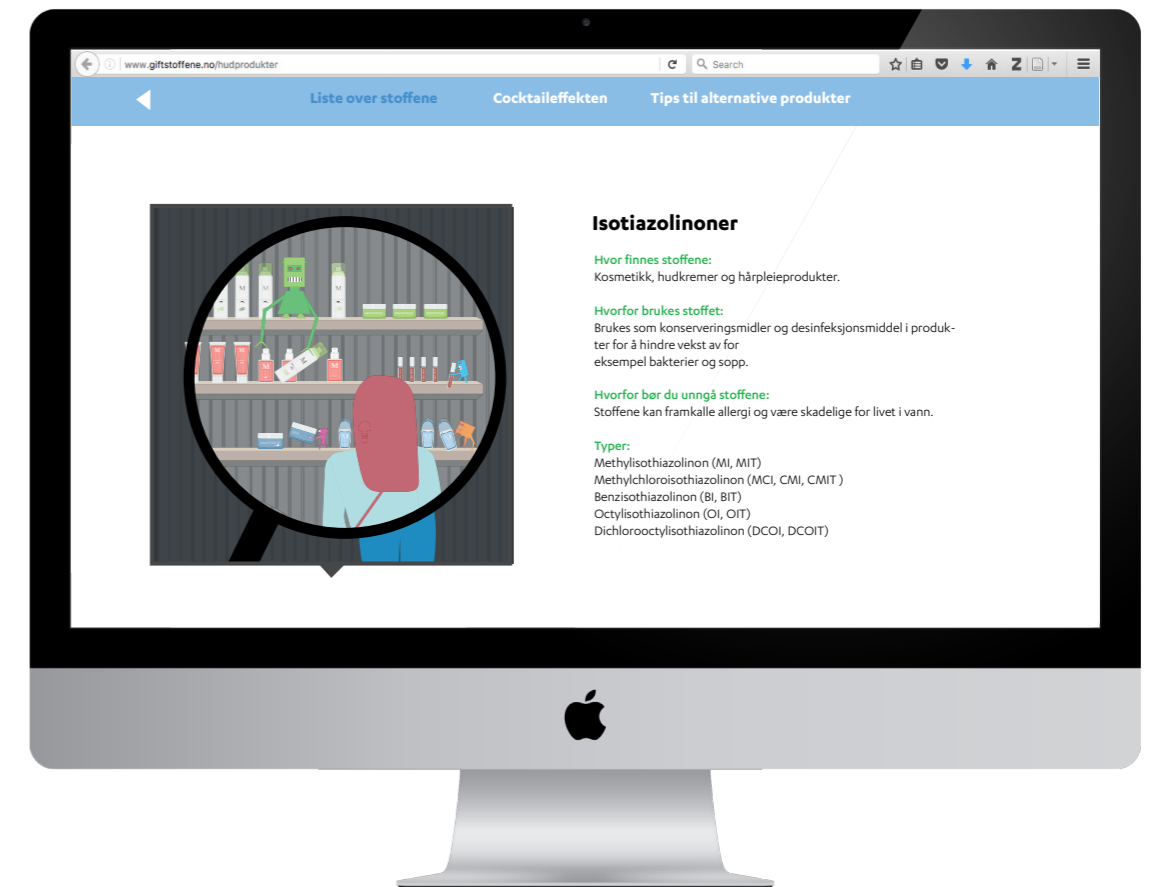 www.giftstoffene.no/hudprodukter
Search
Liste over stoffene
Cocktaileffekten
Tips til alternative produkter
Isotiazolinoner
Hvor finnes stoffene:
Kosmetikk, hudkremer og hårpleieprodukter.
Hvorfor brukes stoffet:
Brukes som konserveringsmidler og desinfeksjonsmiddel i produk-
ter for å hindre vekst av for
eksempel bakterier og sopp.
Hvorfor bør du unngå stoffene:
Stoffene kan framkalle allergi og være skadelige for livet i vann.
Typer:
Methylisothiazolinon (MI, MIT)
Methylchloroisothiazolinon (MCI, CMI, CMIT )
Benzisothiazolinon (BI, BIT)
Octylisothiazolinon (OI, OIT)
Dichlorooctylisothiazolinon (DCOI, DCOIT)